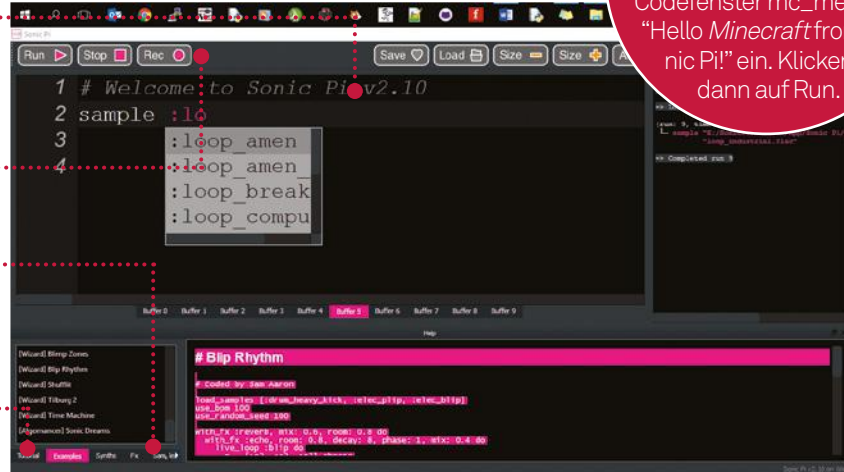 Codefenster mc_me
“Hello Minecraft fro
nic Pi!” ein. Klicken
dann auf Run.
Sonic Pi
Run Stop Rec Save Load Size Size
1 # Welcome to Sonic Pi v2.10
2 sample :lo
3
4
:loop_amen
:loop_amen_
:loop_break
:loop_compu
"loop_industrial.flac"
=> Completed run 9
Buffer 0 Buffer 1 Buffer 2 Buffer 3 Buffer 4 Buffer 5 Buffer 6 Buffer 7 Buffer 8 Buffer 9
Help
[Wizard] Blimp Zones
[Wizard] Blip Rhythm
[Wizard] Shufflit
[Wizard] Tilburg 2
[Wizard] Time Machine
[Algomancer] Sonic Dreams
Tutorial Examples Synths Fx
# Blip Rhythm
# Coded by Sam Aaron
load_samples [:drum_heavy_kick, :elec_plip, :elec_blip]
use_bpm 100
use_random_seed 100
with_fx :reverb, mix: 0.6, room: 0.8 do
with_fx :echo, room: 0.8, decay: 8, phase: 1, mix: 0.4 do
live_loop :blip do